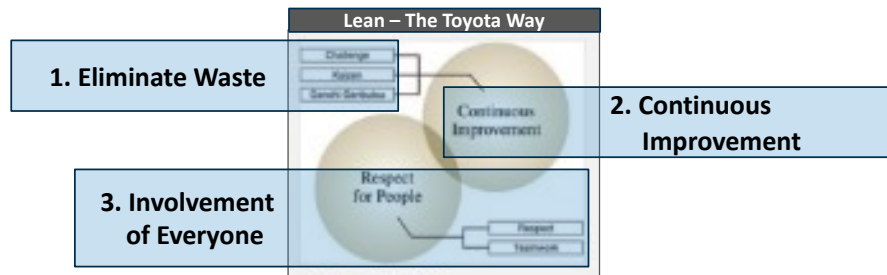 Lean – The Toyota Way
1. Eliminate Waste
Challenge
Kaizen
Genchi Genbutsu
Continuous
Improvement
2. Continuous
Improvement
Respect
for People
3. Involvement
of Everyone
Respect
Teamwork